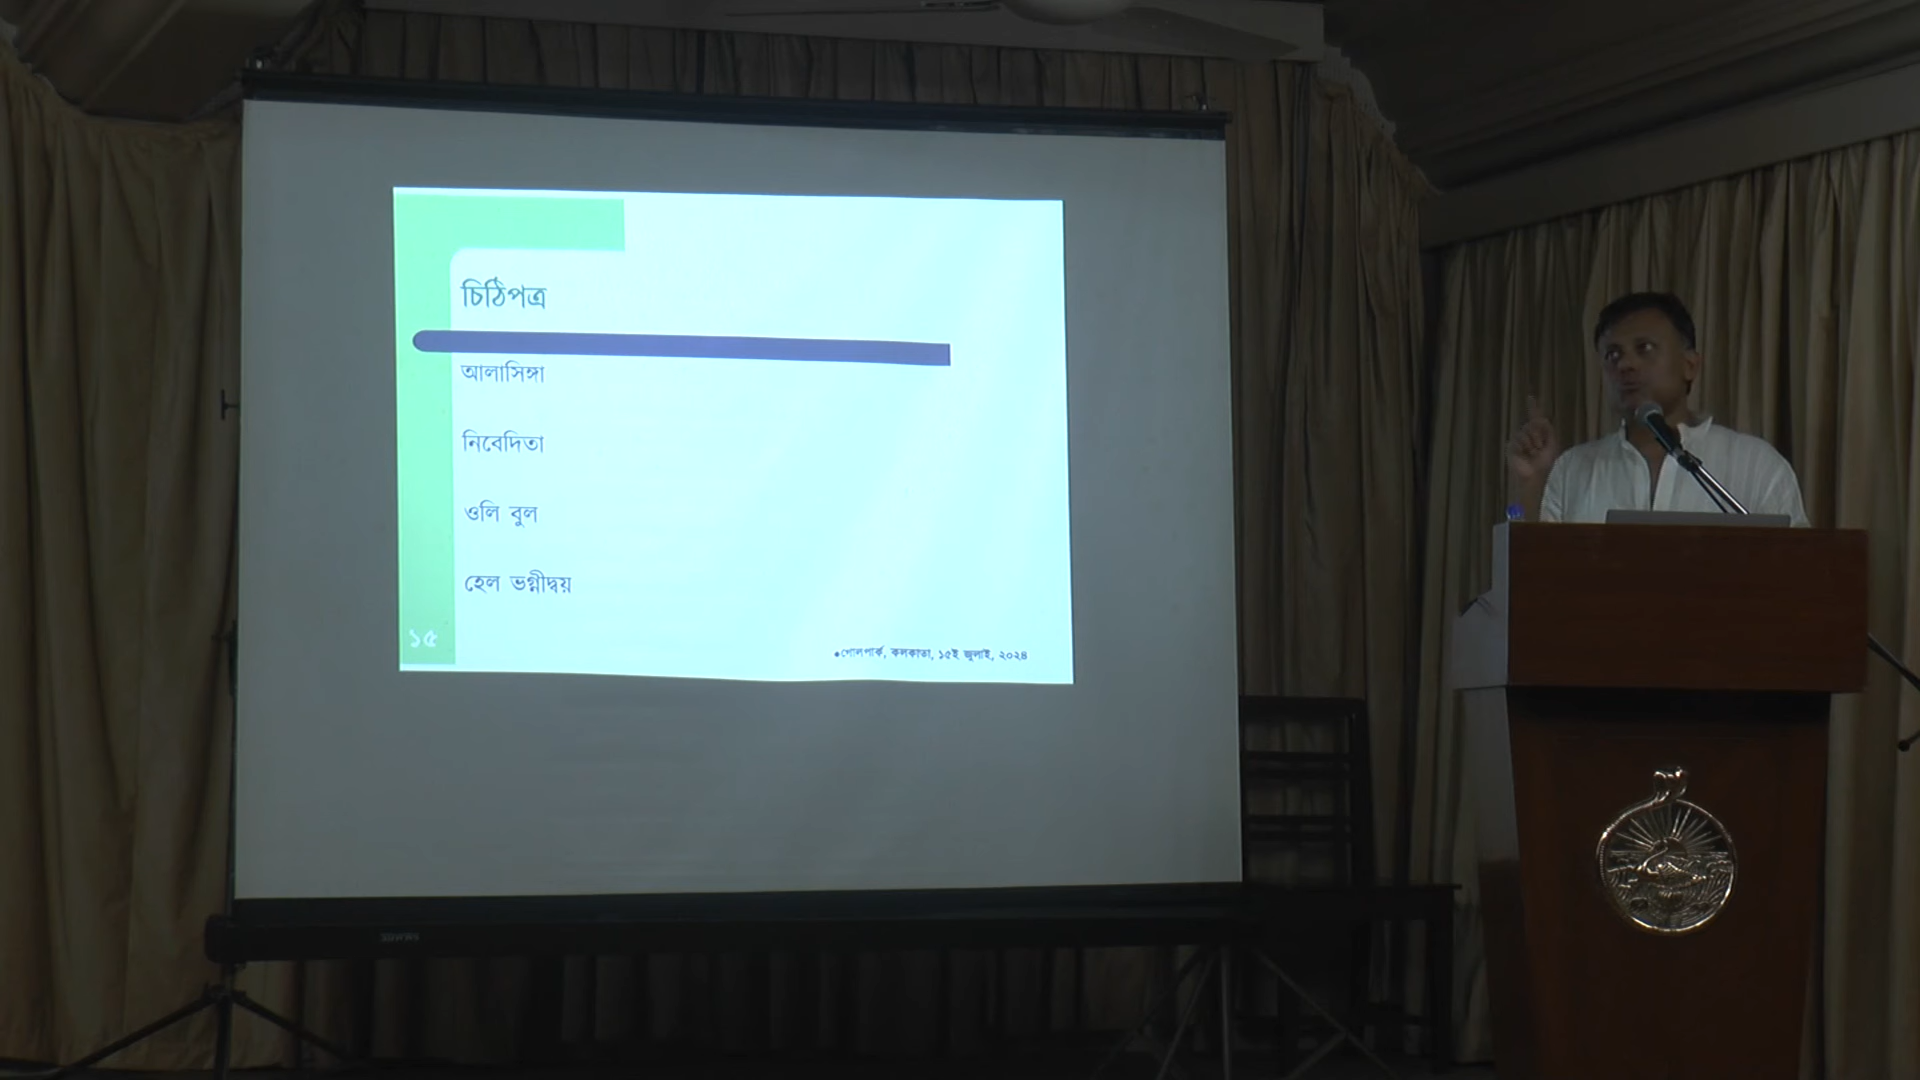 চিঠিপত্র
আলাসিঙ্গা
নিবেদিতা
ওলি বুল
হেল ভগ্নীদ্বয়
১৫
•গোলপার্ক, কলকাতা, ১৫ই জুলাই, ২০২৪